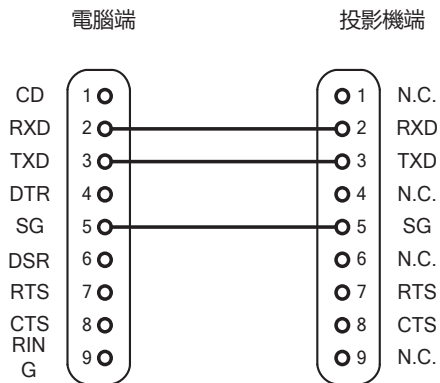 電腦端 投影機端
CD 1 1 N.C.
RXD 2 2 RXD
TXD 3 3 TXD
DTR 4 4 N.C.
SG 5 5 SG
DSR 6 6 N.C.
RTS 7 7 RTS
CTS 8 8 CTS
RIN
G 9 9 N.C.